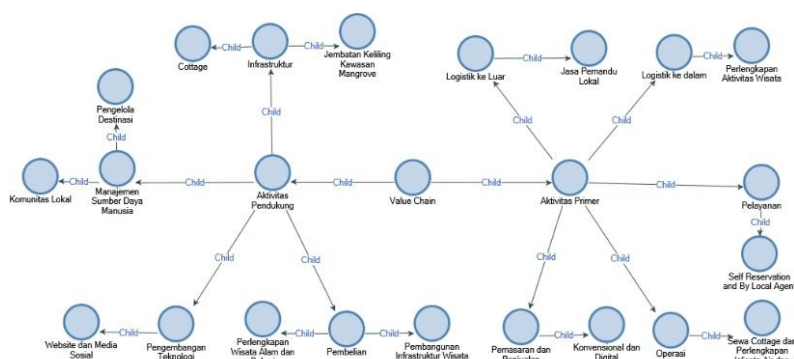 Cottage
Child
Infrastruktur
Child
Jembatan Keliling
Kawasan
Mangrove
Logistik ke Luar
Child
Jasa Pemandu
Lokal
Logistik ke dalam
Child
Perlengkapan
Aktivitas Wisata
Pengelola
Destinasi
Child
Child
Child
Child
Komunitas Lokal
Child
Manajemen
Sumber Daya
Manusia
Child
Aktivitas
Pendukung
Child
Value Chain
Child
Aktivitas Primer
Child
Pelayanan
Child
Self Reservation
and By Local Agent
Child
Child
Child
Child
Website dan Media
Sosial
Child
Pengembangan
Teknologi
Perlengkapan
Wisata Alam dan
Child
Pembelian
Child
Pembangunan
Infrastruktur Wisata
Pemasaran dan
Child
Konvensional dan
Digital
Operasi
Child
Sewa Cottage dan
Perlengkapan